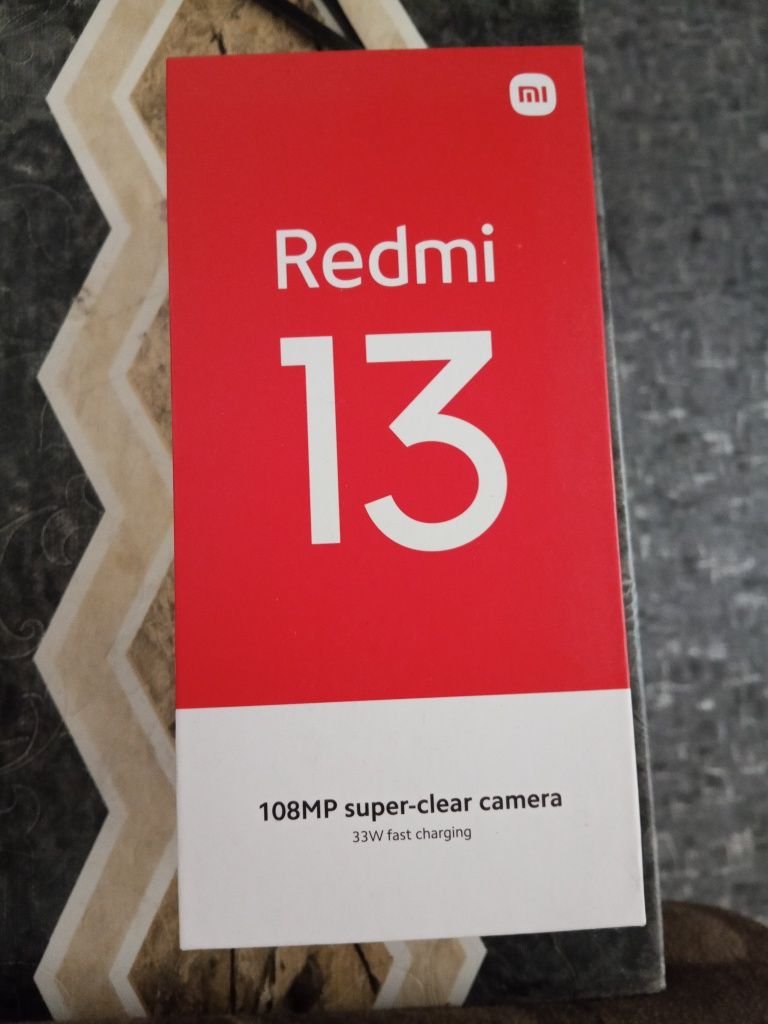 mi
Redmi
13
108MP super-clear camera
33W fast charging